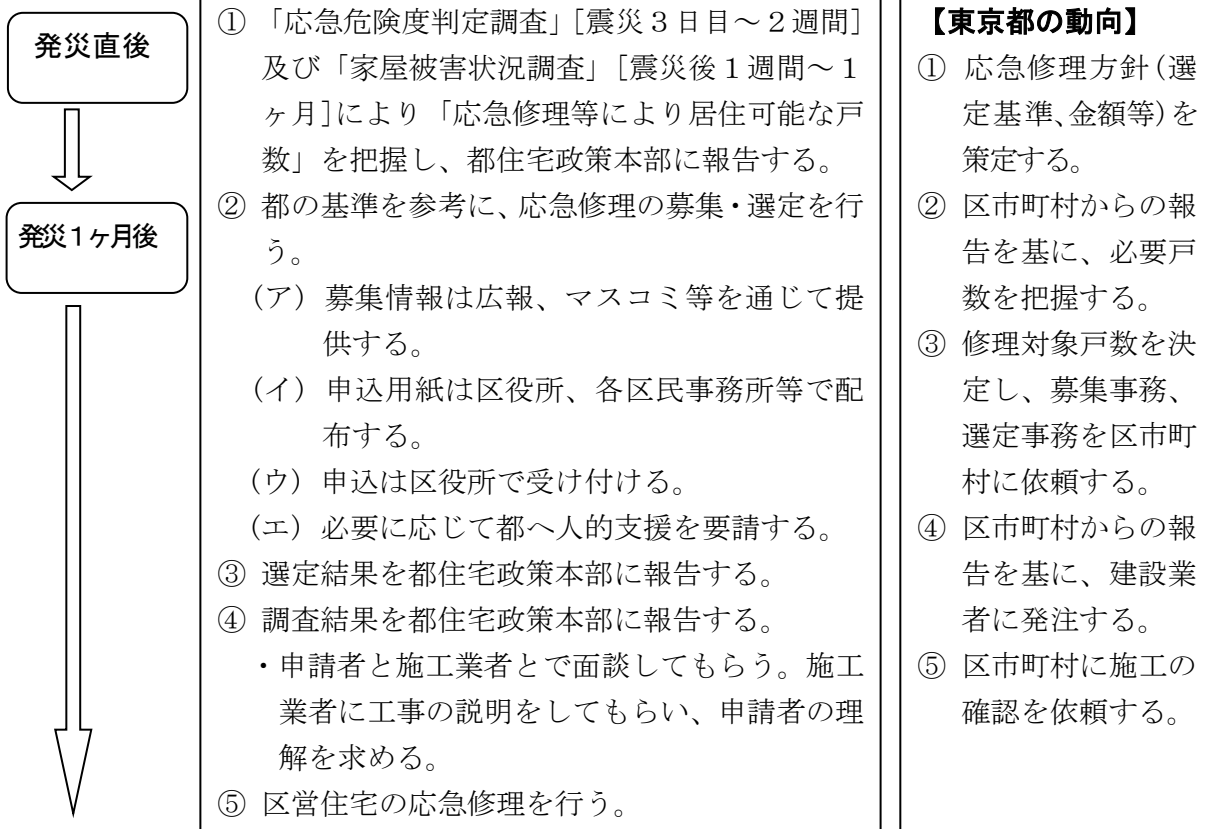 発災直後
発災1ヶ月後
① 「応急危険度判定調査」[震災3日目~2週間]
及び「家屋被害状況調査」[震災後1週間~1
ヶ月]により「応急修理等により居住可能な戸
数」を把握し、都住宅政策本部に報告する。
② 都の基準を参考に、応急修理の募集・選定を行
う。
(ア) 募集情報は広報、マスコミ等を通じて提
供する。
(イ) 申込用紙は区役所、各区民事務所等で配
布する。
(ウ) 申込は区役所で受け付ける。
(エ) 必要に応じて都へ人的支援を要請する。
③ 選定結果を都住宅政策本部に報告する。
④ 調査結果を都住宅政策本部に報告する。
・申請者と施工業者とで面談してもらう。施工
業者に工事の説明をしてもらい、申請者の理
解を求める。
⑤ 区営住宅の応急修理を行う。
【東京都の動向】
① 応急修理方針(選
定基準、金額等)を
策定する。
② 区市町村からの報
告を基に、必要戸
数を把握する。
③ 修理対象戸数を決
定し、募集事務、
選定事務を区市町
村に依頼する。
④ 区市町村からの報
告を基に、建設業
者に発注する。
⑤ 区市町村に施工の
確認を依頼する。